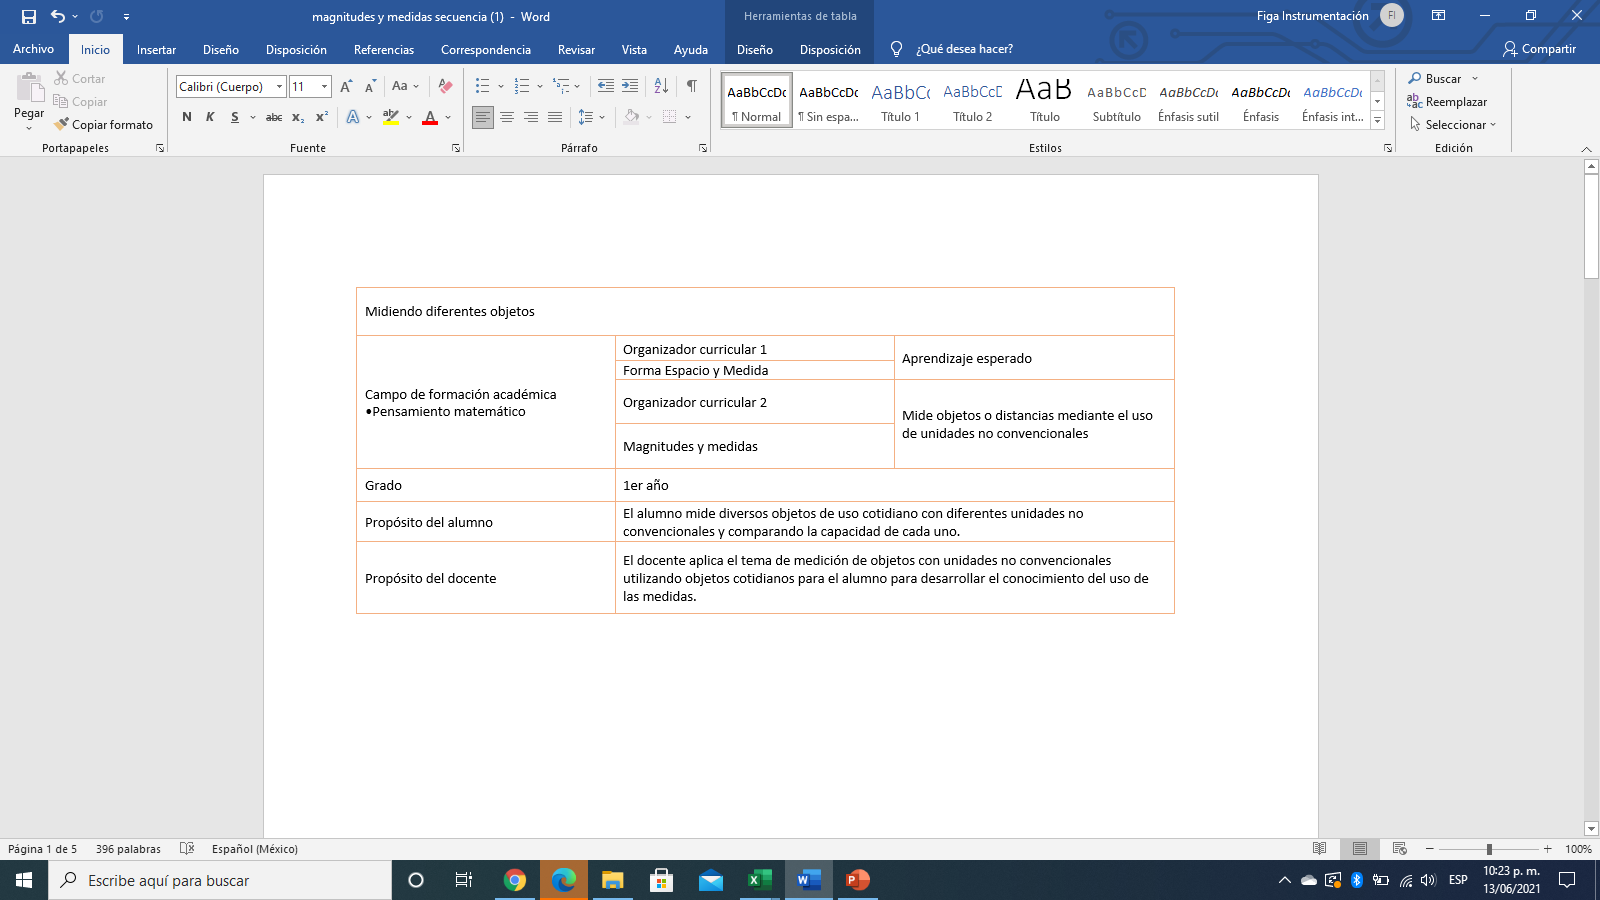 magnitudes y medidas secuencia (1) - Word
Herramientas de tabla
Figa Instrumentación
FI
Archivo
Inicio
Insertar
Diseño
Disposición
Referencias
Correspondencia
Revisar
Vista
Ayuda
Diseño
Disposición
¿Qué desea hacer?
Compartir
Pegar
Cortar
Copiar
Copiar formato
Portapapeles
Calibri (Cuerpo)
11
Fuente
Párrafo
AaBbCcDc
¶ Normal
AaBbCcDc
¶ Sin espa...
AaBbCc
Título 1
AaBbCcD
Título 2
AaB
Título
AaBbCcD
Subtítulo
AaBbCcDc
Énfasis sutil
AaBbCcDc
Énfasis
AaBbCcDc
Énfasis int...
Estilos
Buscar
Reemplazar
Seleccionar
Edición
Midiendo diferentes objetos
Campo de formación académica
•Pensamiento matemático
Organizador curricular 1
Forma Espacio y Medida
Organizador curricular 2
Magnitudes y medidas
Aprendizaje esperado
Mide objetos o distancias mediante el uso
de unidades no convencionales
Grado
1er año
Propósito del alumno
El alumno mide diversos objetos de uso cotidiano con diferentes unidades no
convencionales y comparando la capacidad de cada uno.
Propósito del docente
El docente aplica el tema de medición de objetos con unidades no convencionales
utilizando objetos cotidianos para el alumno para desarrollar el conocimiento del uso de
las medidas.
Página 1 de 5
396 palabras
Español (México)
100%
Escribe aquí para buscar
ESP
10:23 p. m.
13/06/2021